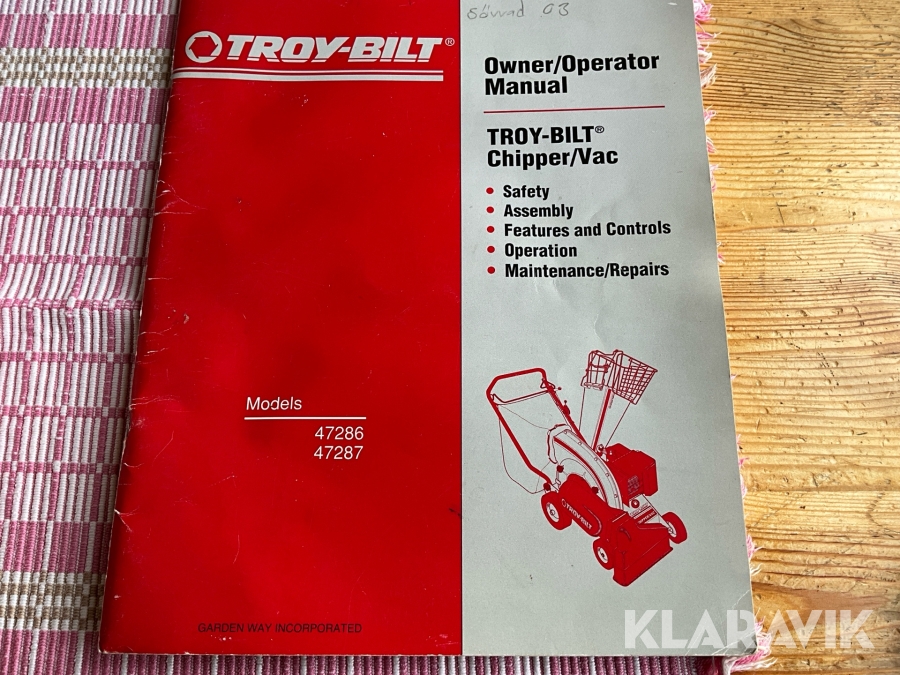 TROY-BILT®
03
Owner/Operator
Manual
TROY-BILT®
Chipper/Vac
• Safety
• Assembly
• Features and Controls
• Operation
• Maintenance/Repairs
Models
47286
47287
TROY-BILT
GARDEN WAY INCORPORATED
KLARAVIK